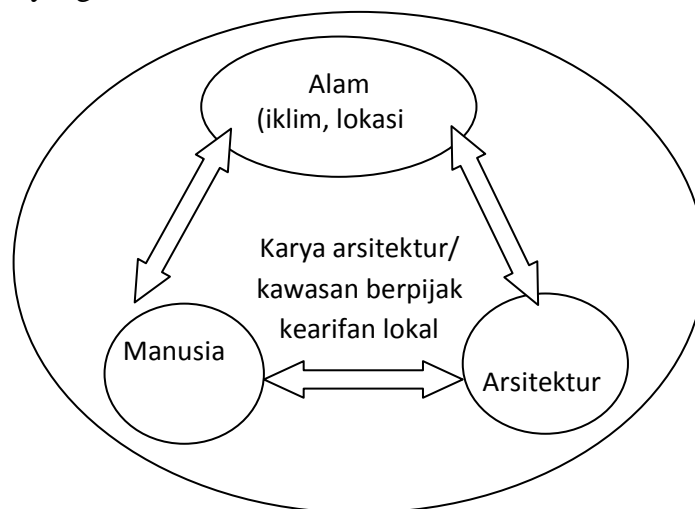 Alam
(iklim, lokasi
Karya arsitektur/
kawasan berpijak
kearifan lokal
Manusia
Arsitektur